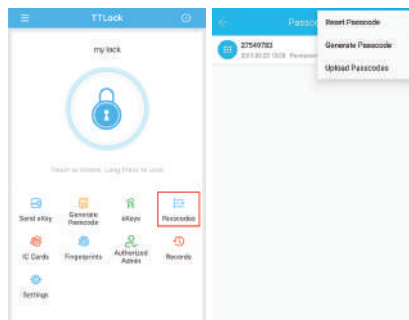 TTLock
my lock
Touch to Unlock, Long Press to Lock
Send eKey
Generate
Passcode
eKeys
Passcodes
IC Cards
Fingerprints
Authorized
Admin
Records
Settings
Passco
Reset Passcode
Generate Passcode
Upload Passcodes
27549783